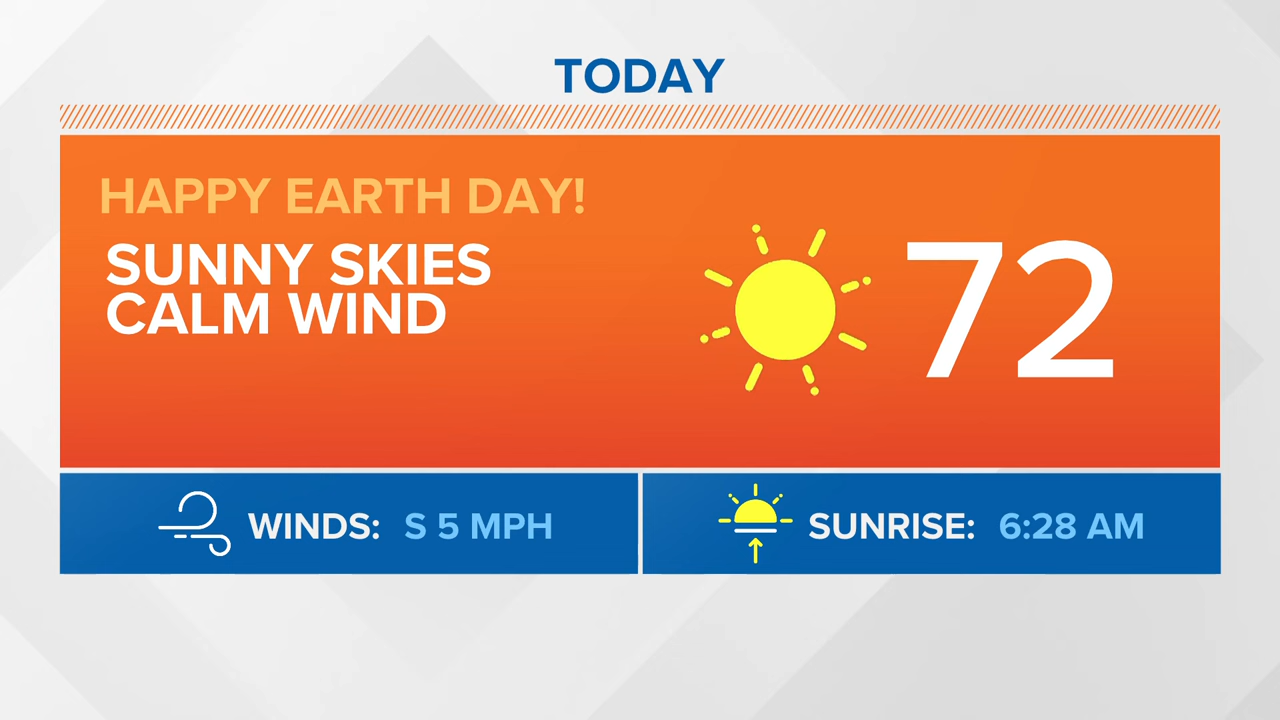 TODAY
HAPPY EARTH DAY!
SUNNY SKIES
CALM WIND
72
WINDS: S 5 MPH
SUNRISE: 6:28 AM